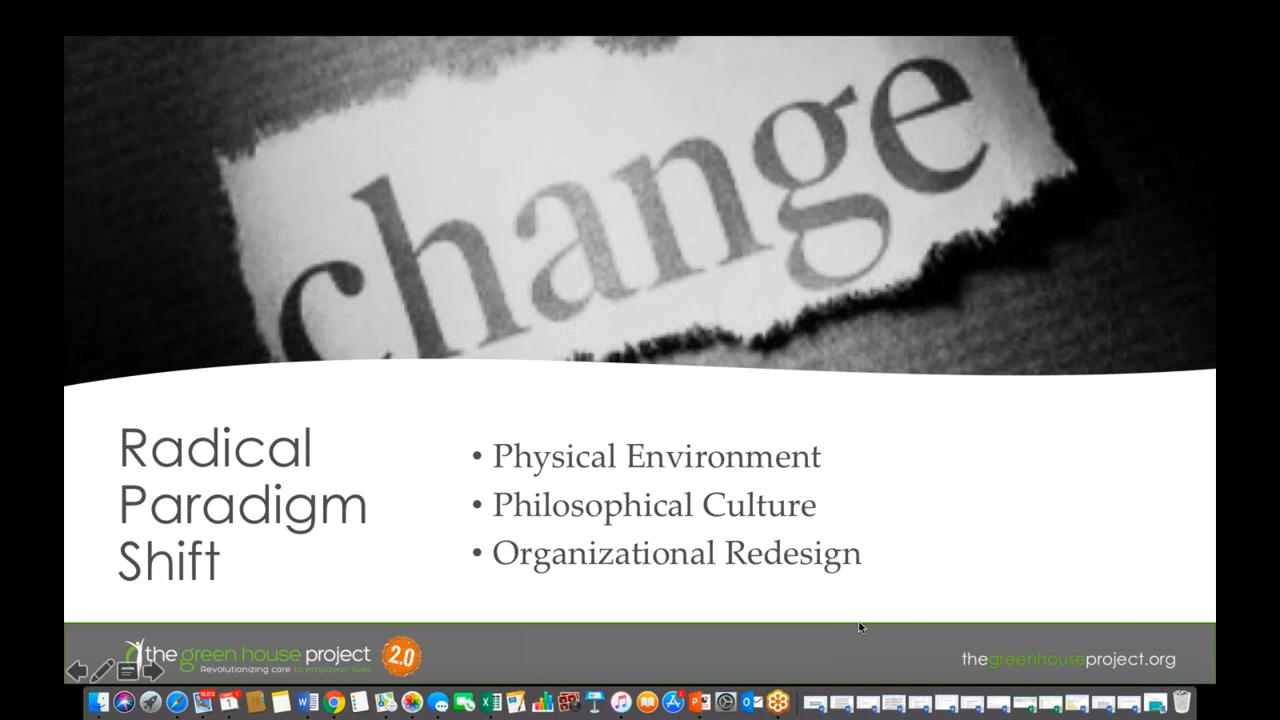 change
Radical
Paradigm
Shift
• Physical Environment
• Philosophical Culture
• Organizational Redesign
the green house project
Revolutionizing care to empower lives
2.0
thegreenhouseproject.org